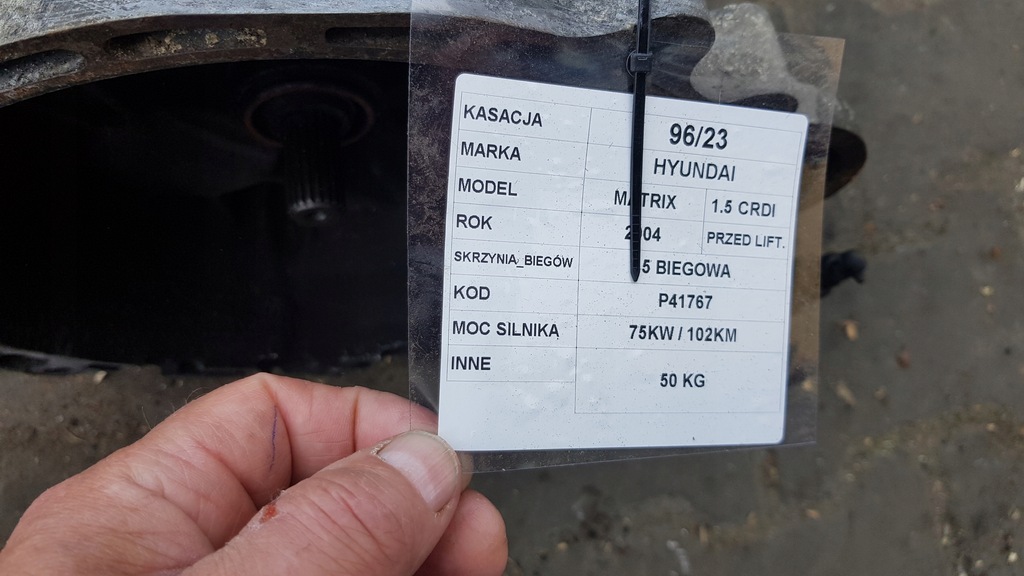 KASACJA 96/23
MARKA HYUNDAI
MODEL MATRIX 1.5 CRDI
ROK 2004 PRZED LIFT.
SKRZYNIA_BIEGÓW 5 BIEGOWA
KOD P41767
MOC SILNIKA 75KW / 102KM
INNE 50 KG